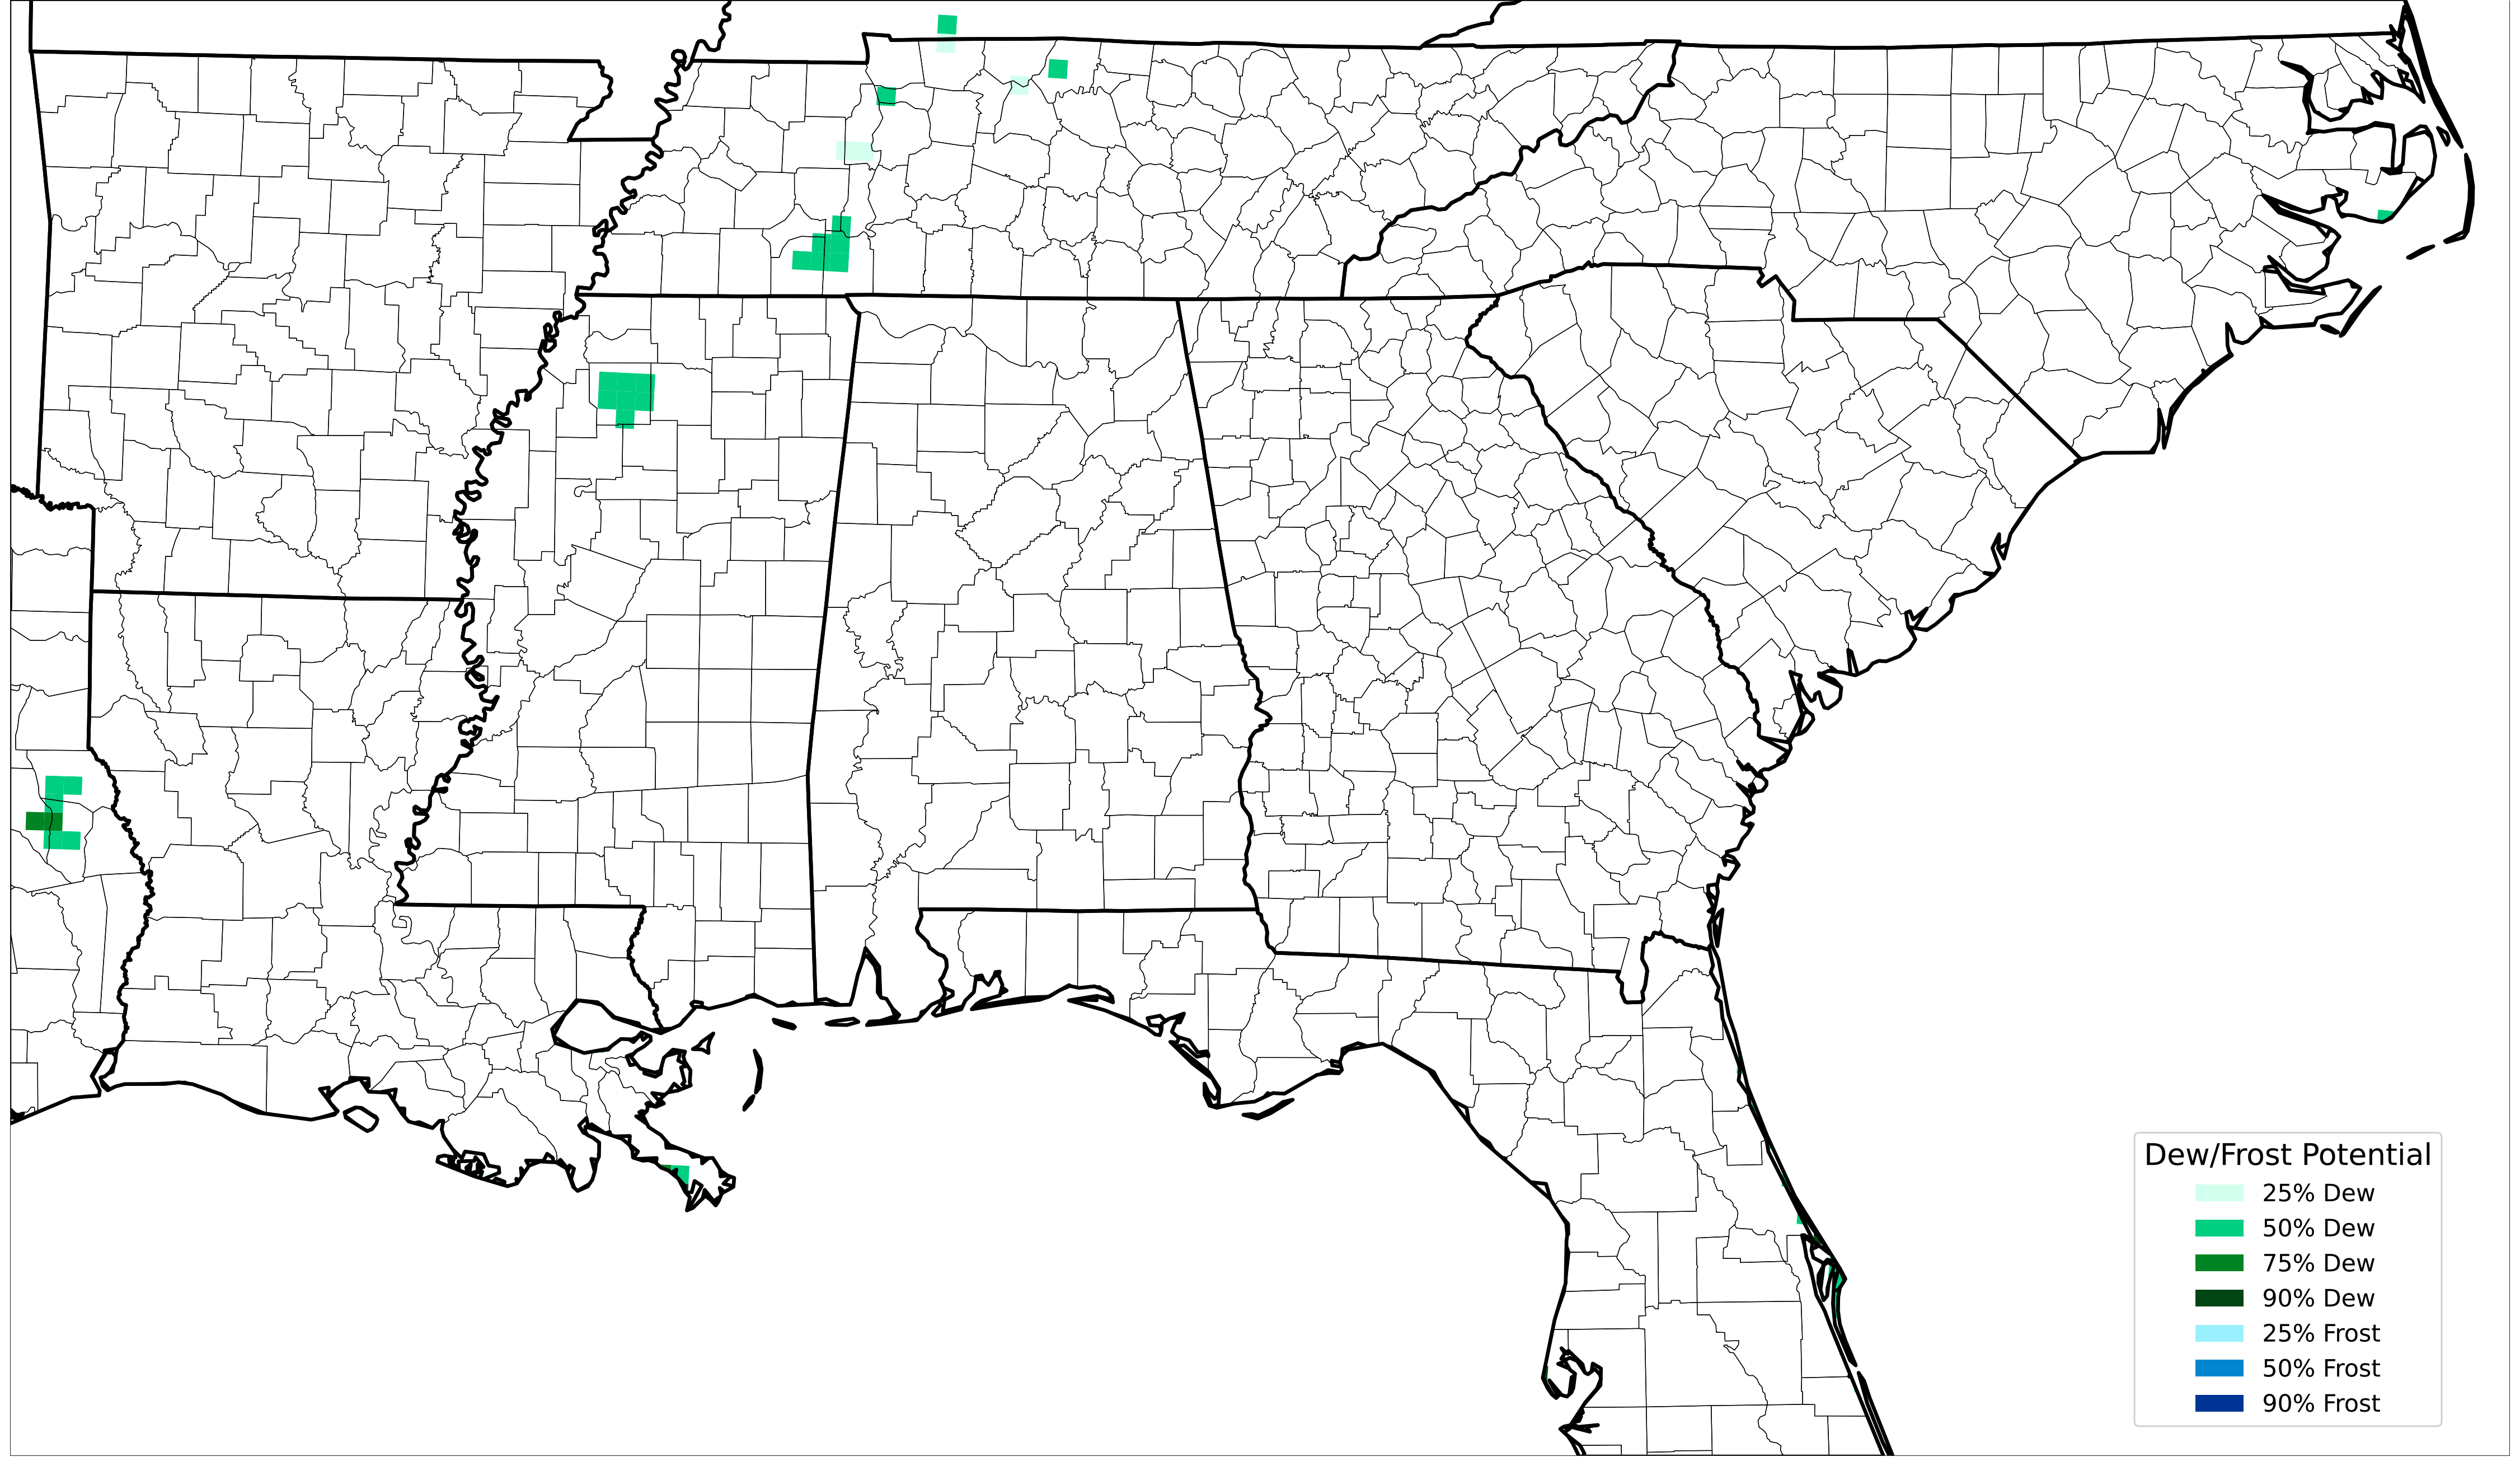 Dew/Frost Potential
25% Dew
50% Dew
75% Dew
90% Dew
25% Frost
50% Frost
90% Frost